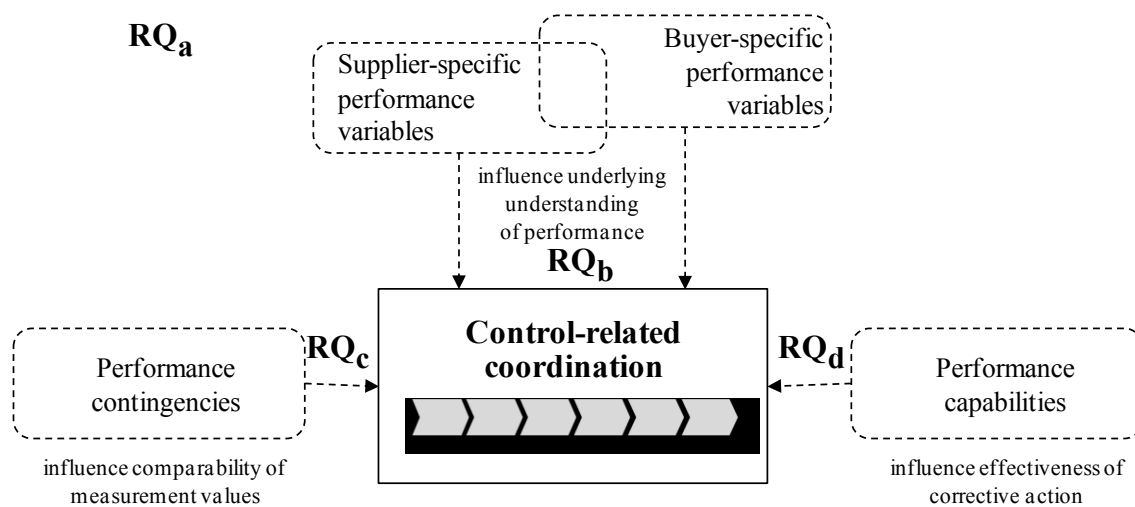 RQa
Supplier-specific
performance
variables
Buyer-specific
performance
variables
influence underlying
understanding
of performance
RQb
Control-related
coordination
RQc
Performance
contingencies
influence comparability of
measurement values
RQd
Performance
capabilities
influence effectiveness of
corrective action